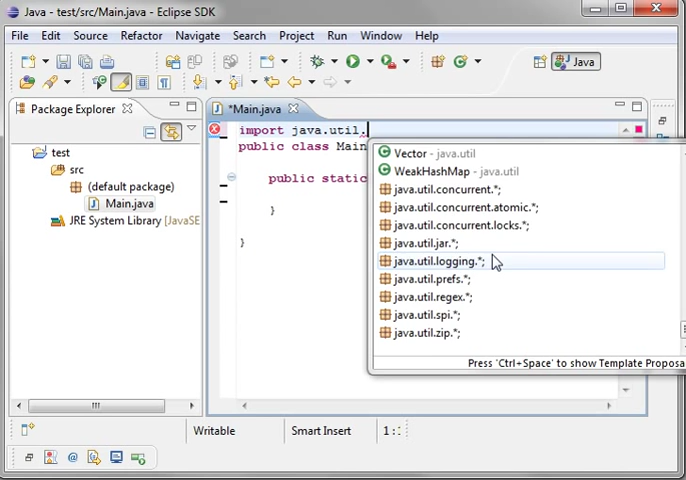 Java - test/src/Main.java - Eclipse SDK
File Edit Source Refactor Navigate Search Project Run Window Help
Java
Package Explorer
test
src
(default package)
Main.java
JRE System Library [JavaSE
*Main.java
import java.util.
public class Main
public static
}
}
Vector - java.util
WeakHashMap - java.util
java.util.concurrent.*;
java.util.concurrent.atomic.*;
java.util.concurrent.locks.*;
java.util.jar.*;
java.util.logging.*;
java.util.prefs.*;
java.util.regex.*;
java.util.spi.*;
java.util.zip.*;
Press 'Ctrl+Space' to show Template Proposa
Writable Smart Insert 1: